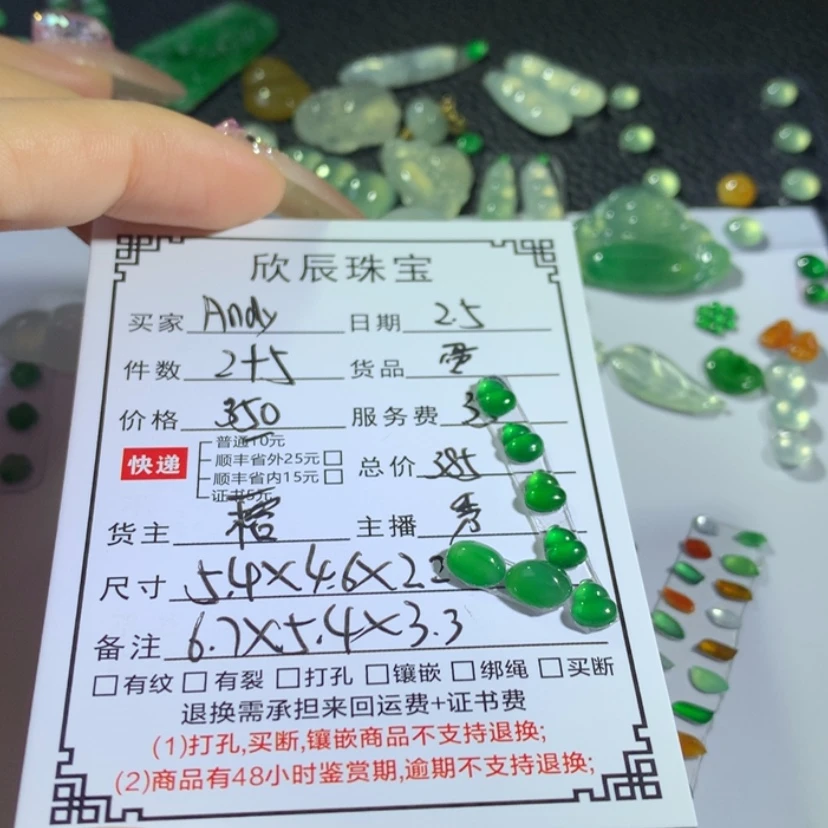 欣辰珠宝
买家 Andy 日期 2.5
件数 2+5 货品
价格 350 服务费 3
快递
普通10元
顺丰省外25元
顺丰省内15元
证书5元
总价 385
货主 主播
尺寸 5.4×4.6×2.2
备注 6.7×5.4×3.3
有纹 有裂 打孔 镶嵌 绑绳 买断
退换需承担来回运费+证书费
(1)打孔,买断,镶嵌商品不支持退换;
(2)商品有48小时鉴赏期,逾期不支持退换;